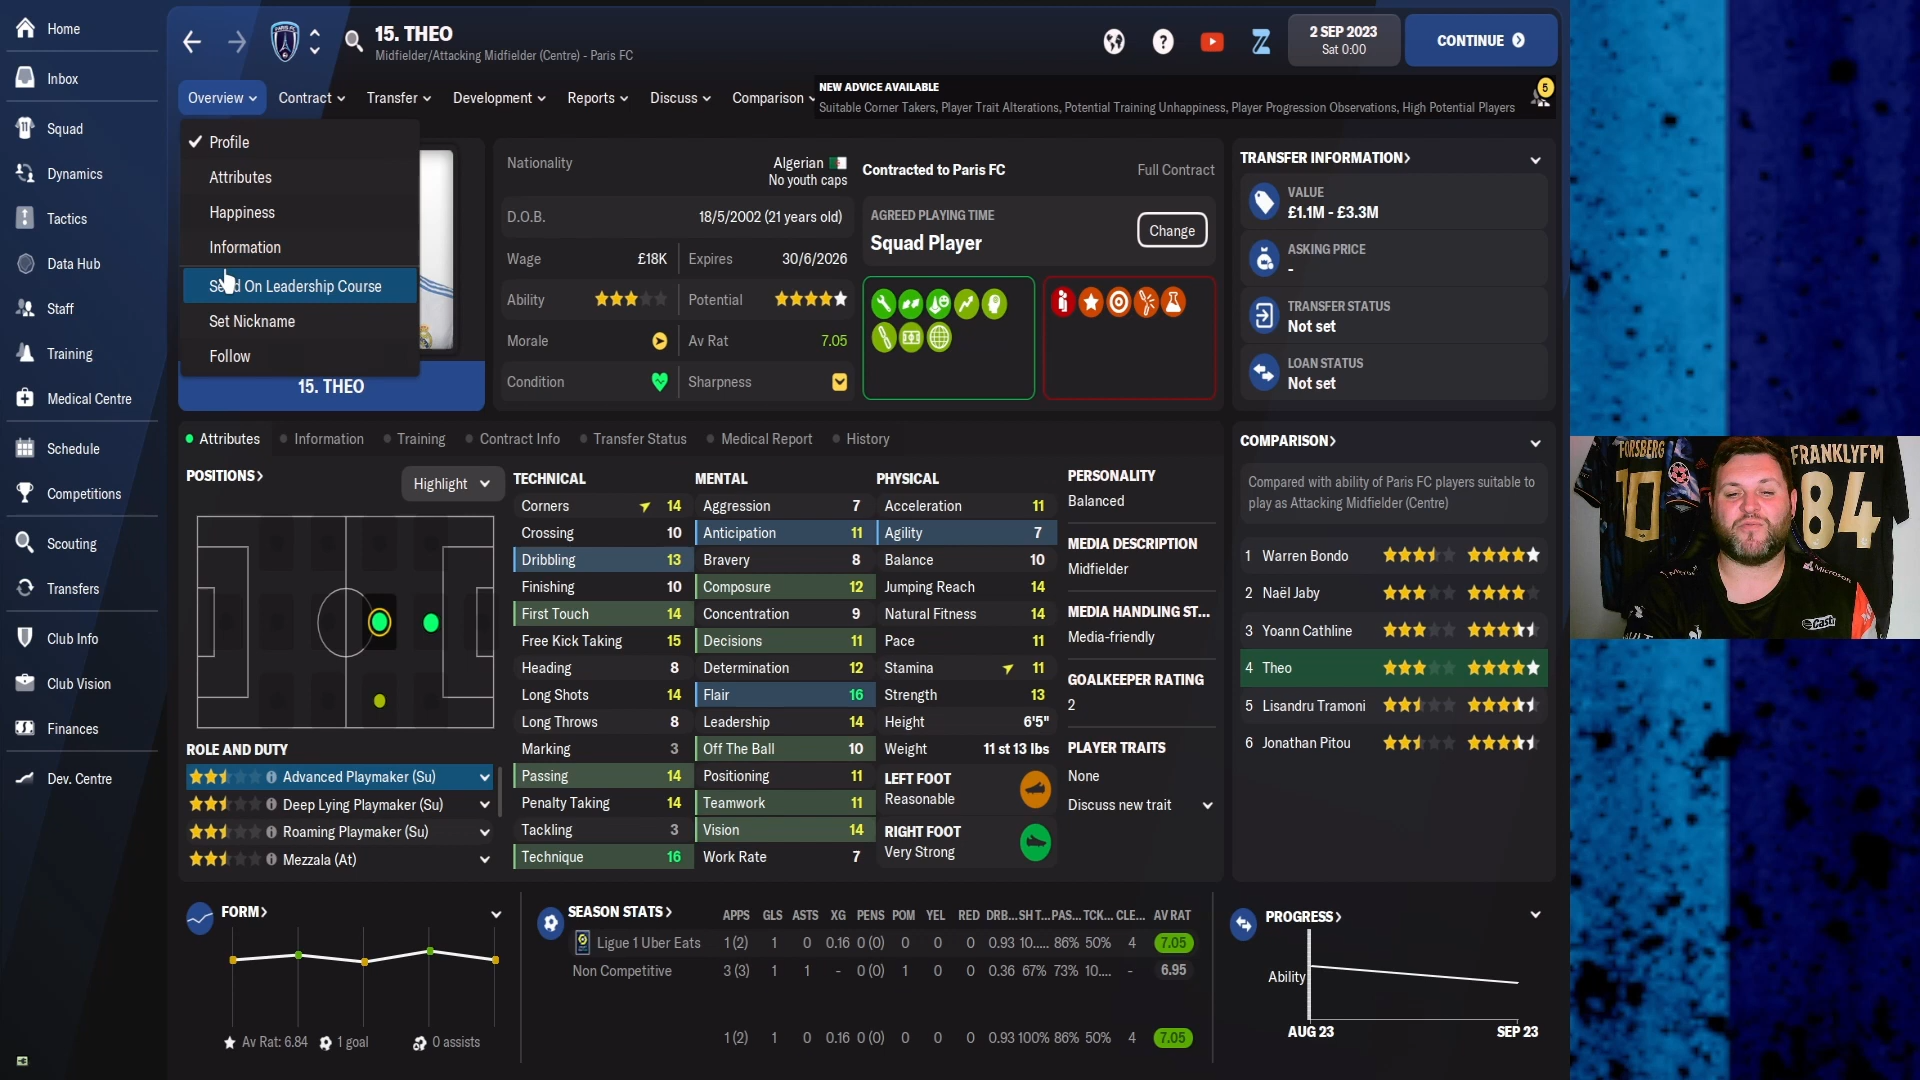 Home
Inbox
Squad
Dynamics
Tactics
Data Hub
Staff
Training
Medical Centre
Schedule
Competitions
Scouting
Transfers
Club Info
Club Vision
Finances
Dev. Centre
15. THEO
Midfielder/Attacking Midfielder (Centre) - Paris FC
2 SEP 2023
Sat 0:00
CONTINUE
Overview
Contract
Transfer
Development
Reports
Discuss
Comparison
NEW ADVICE AVAILABLE
Suitable Corner Takers, Player Trait Alterations, Potential Training Unhappiness, Player Progression Observations, High Potential Players
5
Profile
Attributes
Happiness
Information
On Leadership Course
Set Nickname
Follow
15. THEO
Nationality
Algerian
No youth caps
D.O.B.
18/5/2002 (21 years old)
Wage £18K
Expires 30/6/2026
Ability
Potential
Morale
Av Rat 7.05
Condition
Sharpness
Contracted to Paris FC
Full Contract
AGREED PLAYING TIME
Squad Player
Change
TRANSFER INFORMATION>
VALUE
£1.1M - £3.3M
ASKING PRICE
-
TRANSFER STATUS
Not set
LOAN STATUS
Not set
Attributes
Information
Training
Contract Info
Transfer Status
Medical Report
History
POSITIONS>
Highlight
ROLE AND DUTY
Advanced Playmaker (Su)
Deep Lying Playmaker (Su)
Roaming Playmaker (Su)
Mezzala (At)
TECHNICAL
Corners 14
Crossing 10
Dribbling 13
Finishing 10
First Touch 14
Free Kick Taking 15
Heading 8
Long Shots 14
Long Throws 8
Marking 3
Passing 14
Penalty Taking 14
Tackling 3
Technique 16
MENTAL
Aggression 7
Anticipation 11
Bravery 8
Composure 12
Concentration 9
Decisions 11
Determination 12
Flair 16
Leadership 14
Off The Ball 10
Positioning 11
Teamwork 11
Vision 14
Work Rate 7
PHYSICAL
Acceleration 11
Agility 7
Balance 10
Jumping Reach 14
Natural Fitness 14
Pace 11
Stamina 11
Strength 13
Height 6'5"
Weight 11 st 13 lbs
LEFT FOOT
Reasonable
RIGHT FOOT
Very Strong
PERSONALITY
Balanced
MEDIA DESCRIPTION
Midfielder
MEDIA HANDLING ST...
Media-friendly
GOALKEEPER RATING
2
PLAYER TRAITS
None
Discuss new trait
COMPARISON>
Compared with ability of Paris FC players suitable to
play as Attacking Midfielder (Centre)
1 Warren Bondo
2 Naël Jaby
3 Yoann Cathline
4 Theo
5 Lisandru Tramoni
6 Jonathan Pitou
FORM>
Av Rat: 6.84
1 goal
0 assists
SEASON STATS>
APPS GLS ASTS XG PENS POM YEL RED DRB... SH T... PAS... TCK... CLE... AV RAT
Ligue 1 Uber Eats 1 (2) 1 0 0.16 0 (0) 0 0 0 0.93 10.... 86% 50% 4 7.05
Non Competitive 3 (3) 1 1 - 0 (0) 1 0 0 0.36 67% 73% 10.... - 6.95
1 (2) 1 0 0.16 0 (0) 0 0 0 0.93 100% 86% 50% 4 7.05
PROGRESS>
Ability
AUG 23
SEP 23
FORSBERG
10
FRANKLYFM
84
Microsoft